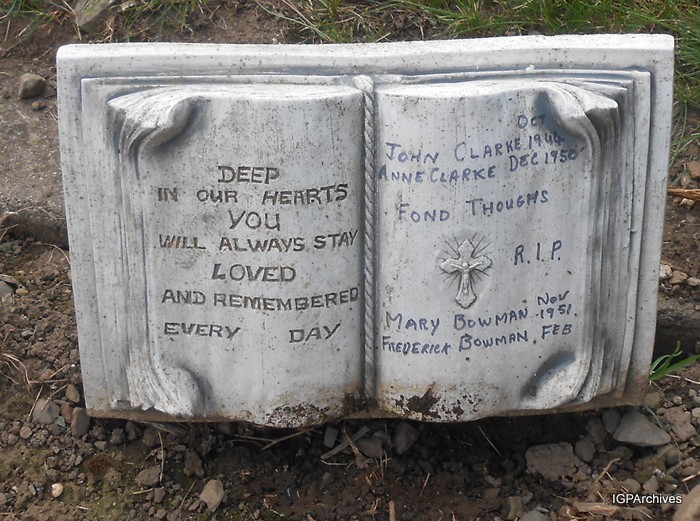 DEEP
IN OUR HEARTS
YOU
WILL ALWAYS STAY
LOVED
AND REMEMBERED
EVERY DAY
OCT
JOHN CLARKE 1944
ANNE CLARKE DEC 1950
FOND THOUGHS
R.I.P.
MARY BOWMAN NOV
1951.
FREDERICK BOWMAN. FEB
IGPArchives